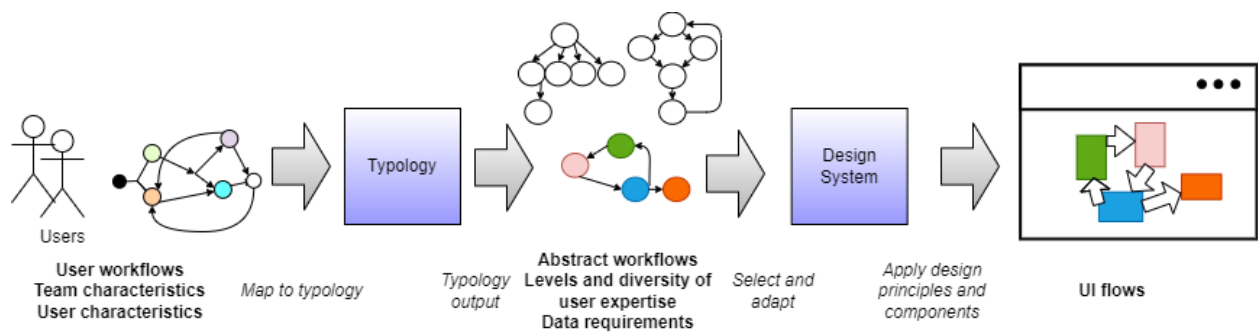 Typology
Design
System
Users
User workflows
Team characteristics
User characteristics
Map to typology
Typology
output
Abstract workflows
Levels and diversity of
user expertise
Data requirements
Select and
adapt
Apply design
principles and
components
UI flows